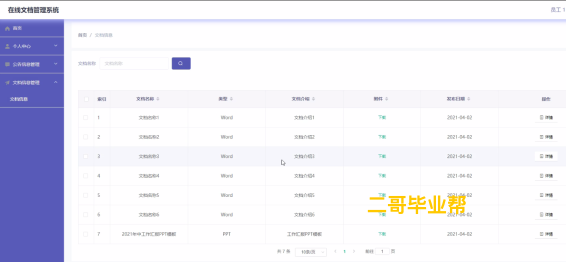 在线文档管理系统
员工 1
首页
首页 / 文档信息
个人中心
文档名称 文档名称
公告信息管理
文档信息管理
文档信息
索引 文档名称 类型 文档介绍 附件 发布日期 操作
1 文档名称1 Word 文档介绍1 下载 2021-04-02 详情
2 文档名称2 Word 文档介绍2 下载 2021-04-02 详情
3 文档名称3 Word 文档介绍3 下载 2021-04-02 详情
4 文档名称4 Word 文档介绍4 下载 2021-04-02 详情
5 文档名称5 Word 文档介绍5 下载 2021-04-02 详情
6 文档名称6 Word 文档介绍6 下载 2021-04-02 详情
7 2021年中工作汇报PPT模板 PPT 工作汇报PPT模板 下载 2021-04-02 详情
二哥毕业帮
共 7 条 10条/页 1 前往 1 页